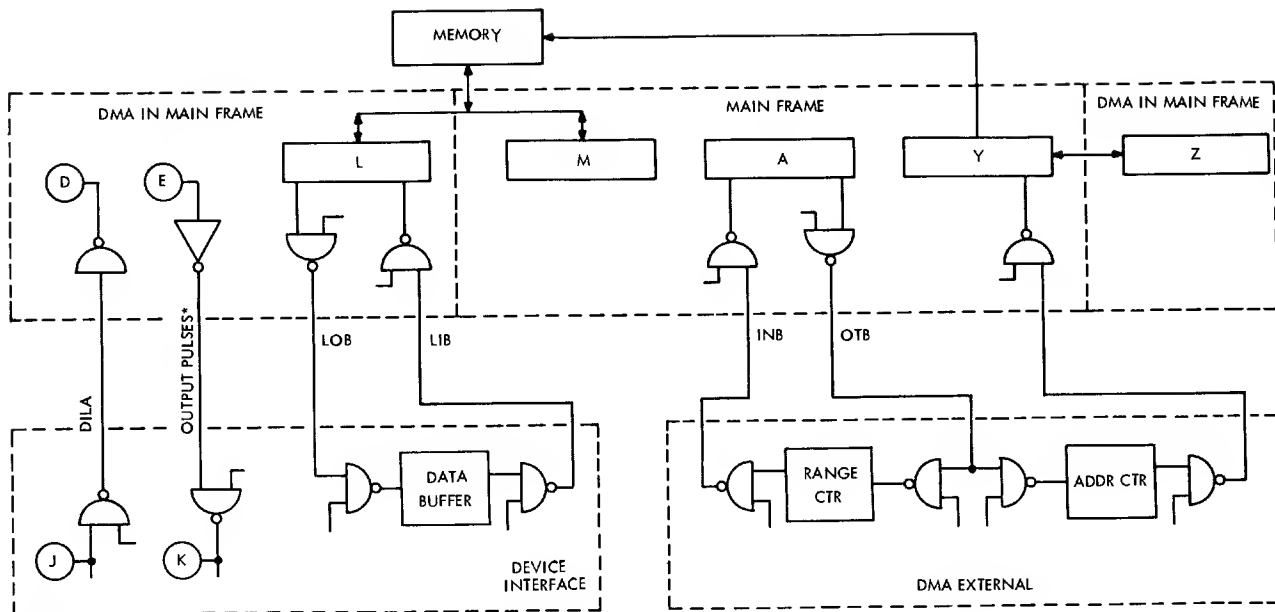 MEMORY
DMA IN MAIN FRAME
MAIN FRAME
DMA IN MAIN FRAME
L
M
A
Y
Z
D
E
DILA
OUTPUT PULSES*
LOB
LIB
INB
OTB
DATA
BUFFER
RANGE
CTR
ADDR CTR
J
K
DEVICE
INTERFACE
DMA EXTERNAL